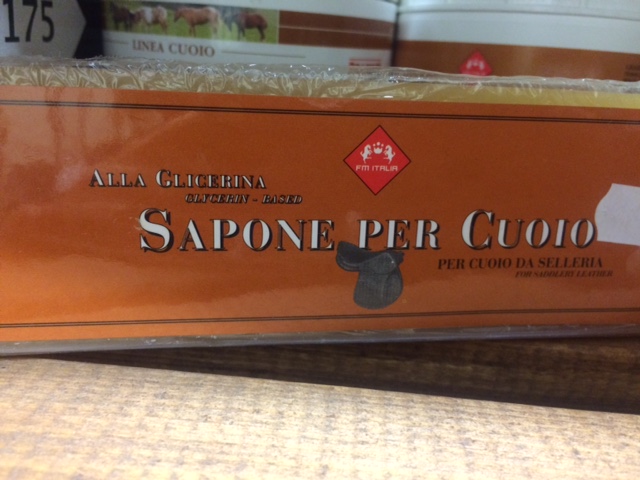 175
LINEA CUOIO
FM ITALIA
ALLA GLICERINA
GLYCERIN - BASED
SAPONE PER CUOIO
PER CUOIO DA SELLERIA
FOR SADDLERY LEATHER